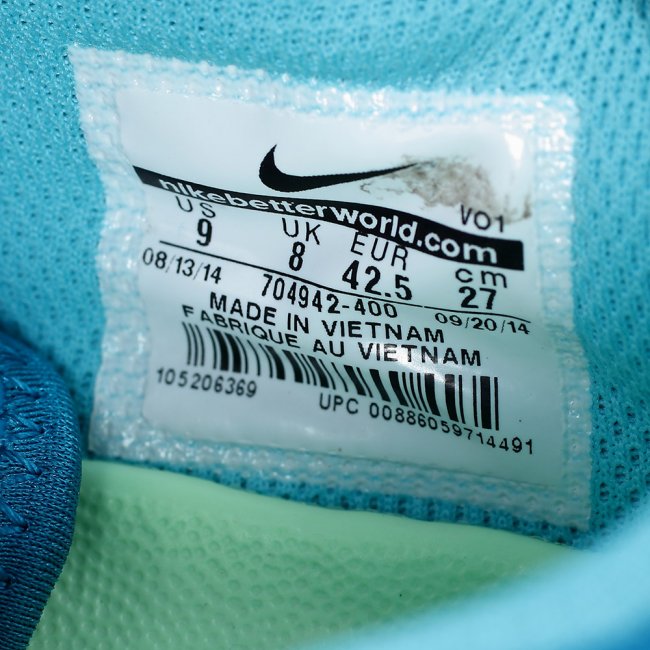 nikebetterworld.com
VO1
US UK EUR cm
9 8 42.5 27
08/13/14 704942-400 09/20/14
MADE IN VIETNAM
FABRIQUE AU VIETNAM
105206369
UPC 00886059714491